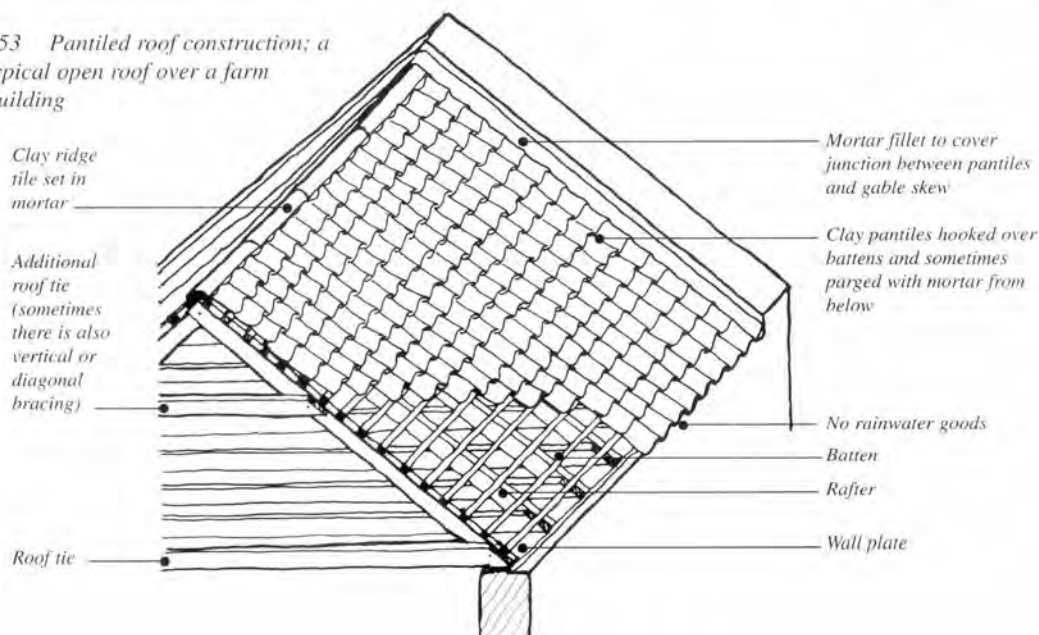 53 Pantiled roof construction; a
typical open roof over a farm
building
Clay ridge
tile set in
mortar
Additional
roof tie
(sometimes
there is also
vertical or
diagonal
bracing)
Roof tie
Mortar fillet to cover
junction between pantiles
and gable skew
Clay pantiles hooked over
battens and sometimes
parged with mortar from
below
No rainwater goods
Batten
Rafter
Wall plate